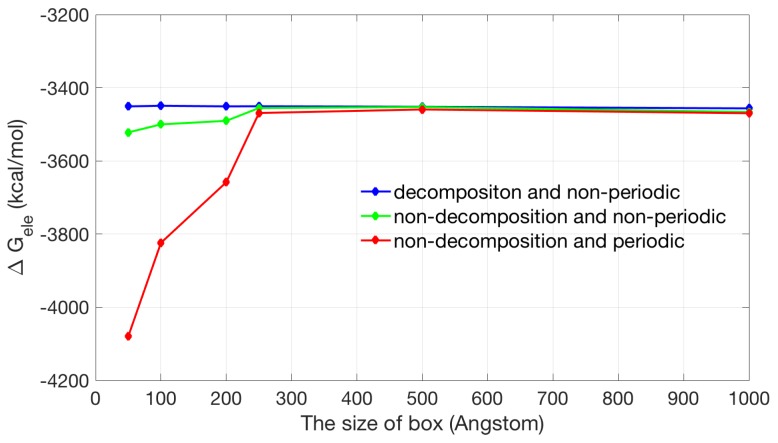 -3200
-3400
-3600
-3800
-4000
-4200
Δ G ele (kcal/mol)
decompositon and non-periodic
non-decomposition and non-periodic
non-decomposition and periodic
0 100 200 300 400 500 600 700 800 900 1000
The size of box (Angstom)